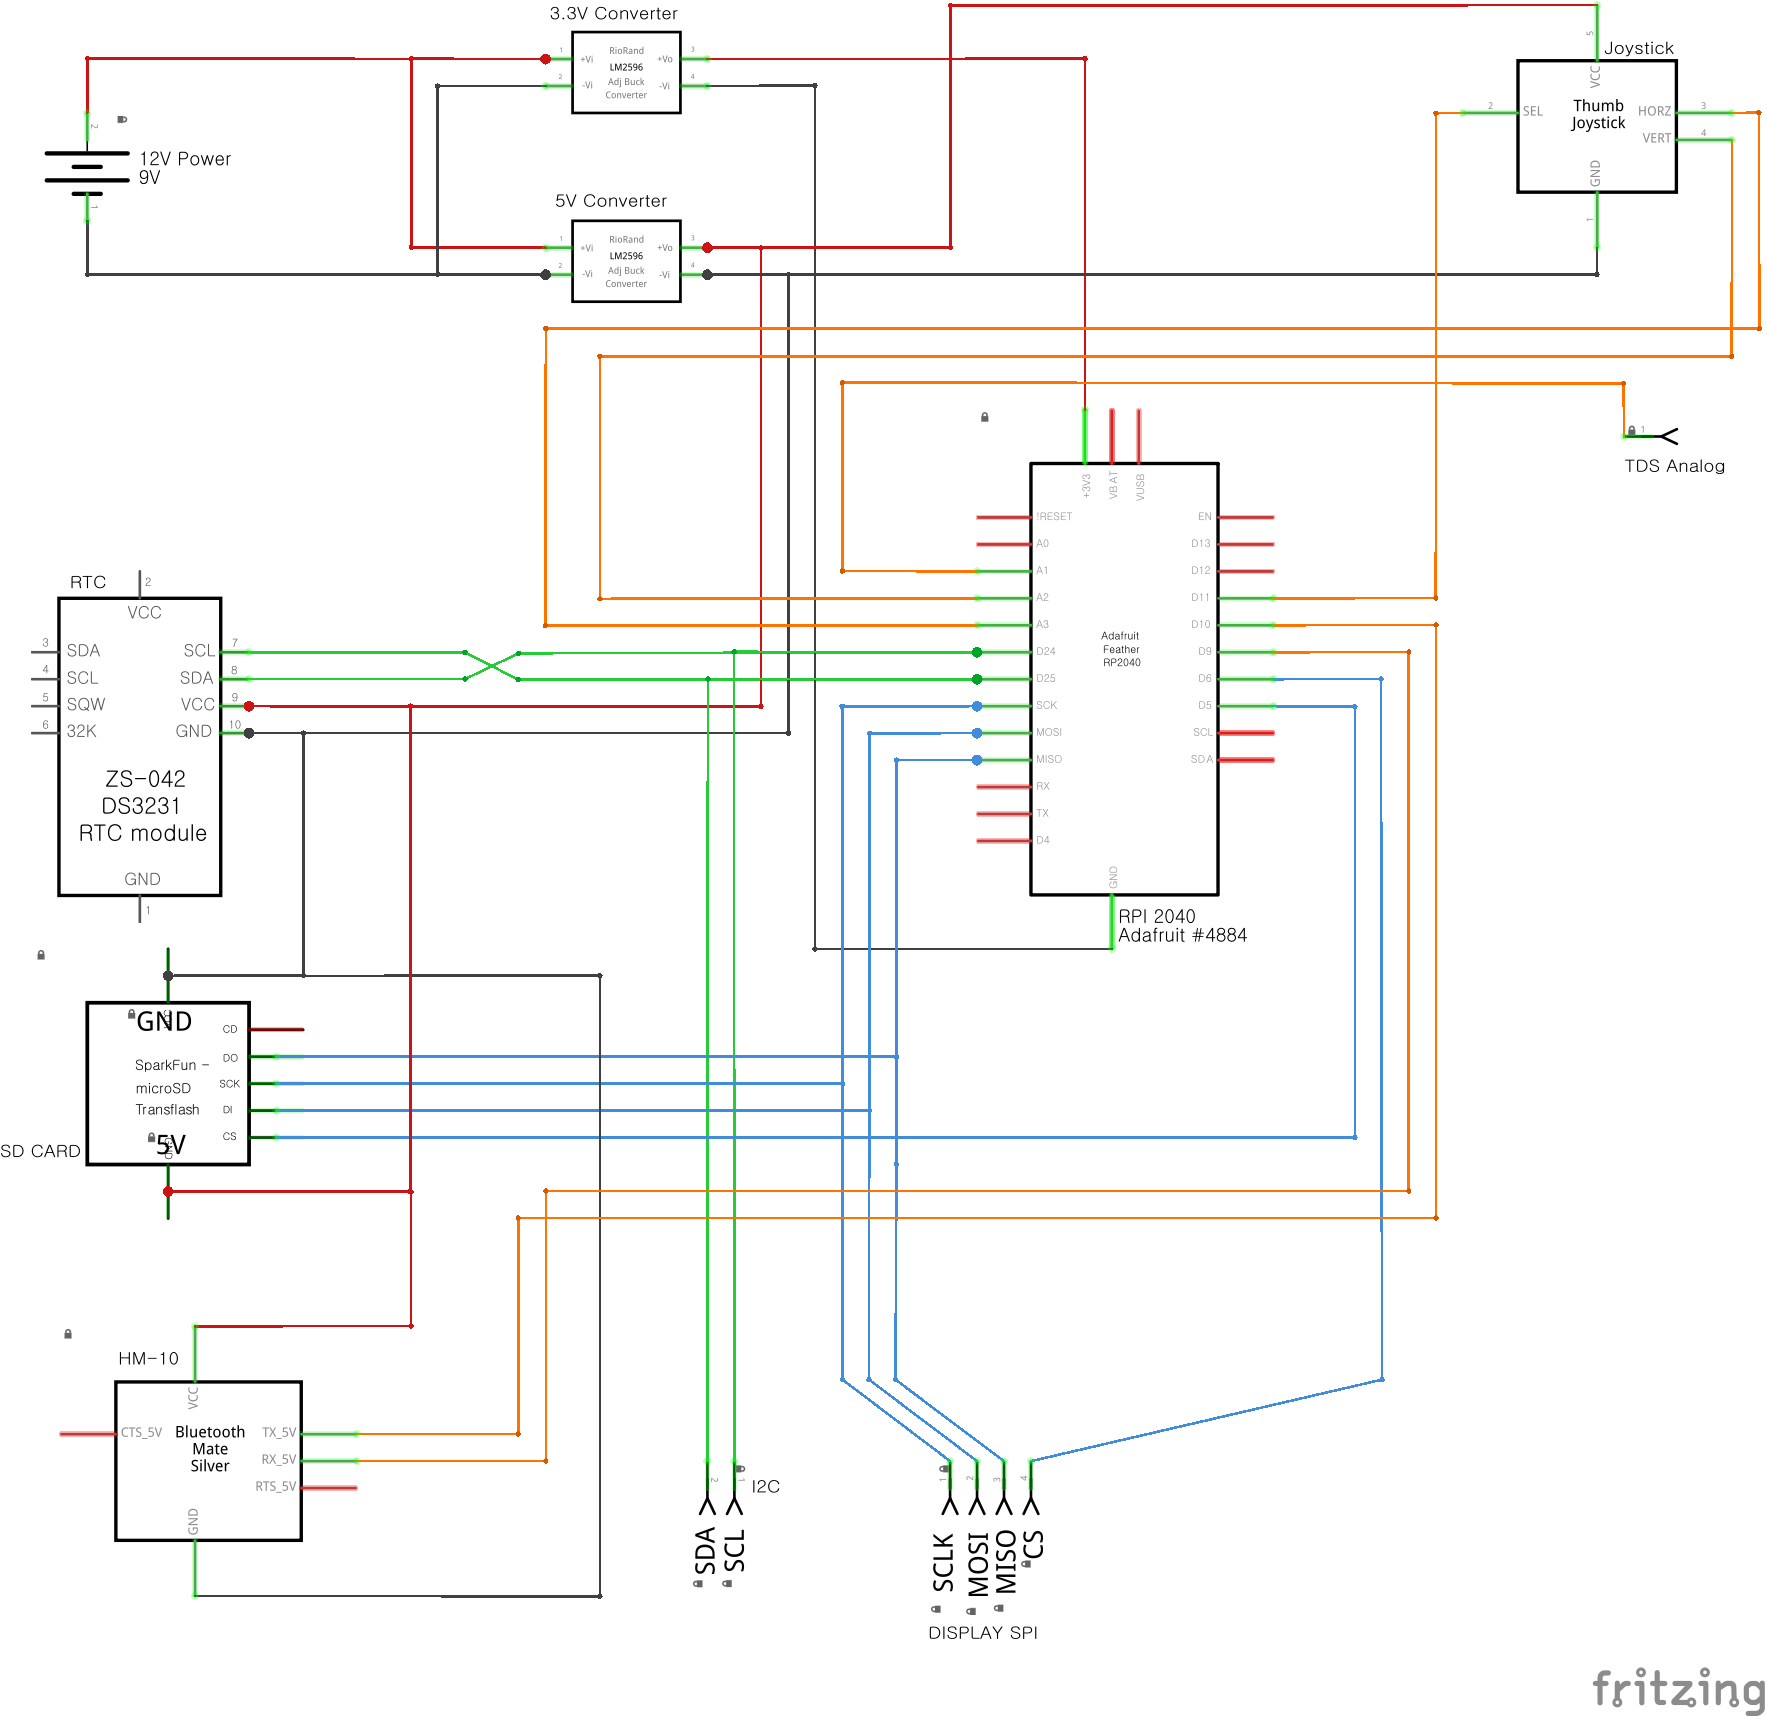 3.3V Converter
1
+Vi
2
-Vi
RioRand
LM2596
Adj Buck
Converter
3
+Vo
4
-Vi
5
Joystick
VCC
2
SEL
Thumb
Joystick
HORZ
3
VERT
4
GND
1
2
12V Power
9V
1
5V Converter
1
+Vi
2
-Vi
RioRand
LM2596
Adj Buck
Converter
3
+Vo
4
-Vi
1
TDS Analog
+3V3
VBAT
VUSB
!RESET
EN
A0
D13
A1
D12
A2
D11
A3
D10
D24
D9
D25
D6
SCK
D5
MOSI
SCL
MISO
SDA
RX
TX
D4
Adafruit
Feather
RP2040
GND
RPI 2040
Adafruit #4884
RTC
2
VCC
3
SDA
SCL
7
4
SCL
SDA
8
5
SQW
VCC
9
6
32K
GND
10
ZS-042
DS3231
RTC module
GND
1
GND
CD
SparkFun -
DO
microSD
SCK
Transflash
DI
5V
CS
SD CARD
HM-10
VCC
CTS_5V
Bluetooth
Mate
Silver
TX_5V
RX_5V
RTS_5V
GND
2
1
I2C
SDA
SCL
1
2
3
4
SCLK
MOSI
MISO
CS
DISPLAY SPI
fritzing